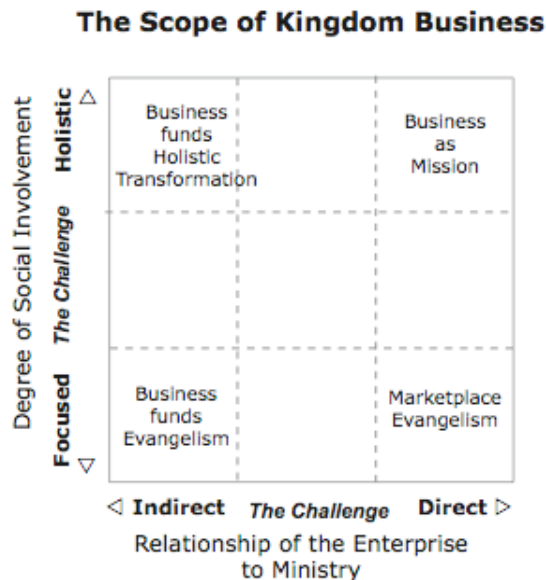 The Scope of Kingdom Business
Degree of Social Involvement
Holistic
The Challenge
Focused
Business
funds
Holistic
Transformation
Business
as
Mission
Business
funds
Evangelism
Marketplace
Evangelism
Indirect The Challenge Direct
Relationship of the Enterprise
to Ministry